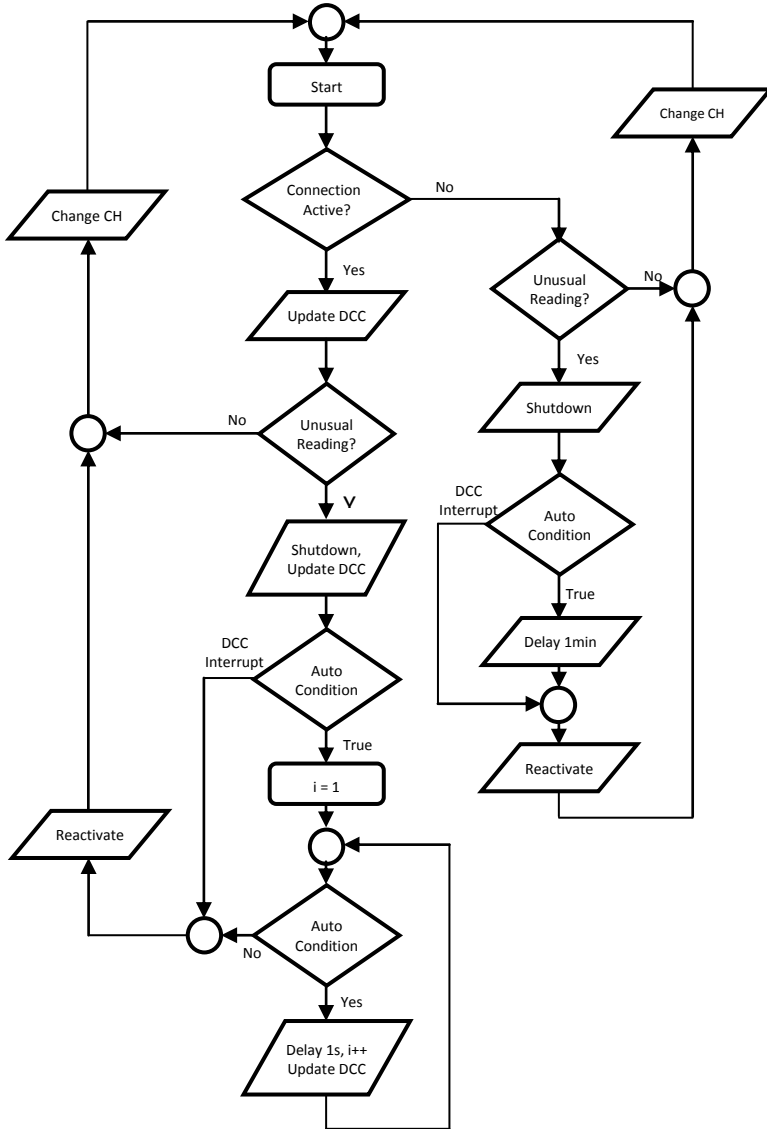 Start
Change CH
Connection
Active?
No
Change CH
Yes
Unusual
Reading?
No
Update DCC
Yes
No
Unusual
Reading?
Shutdown
Y
DCC
Interrupt
Auto
Condition
Shutdown,
Update DCC
True
Delay 1min
DCC
Interrupt
Auto
Condition
True
Reactivate
i = 1
Reactivate
Auto
Condition
No
Yes
Delay 1s, i++
Update DCC